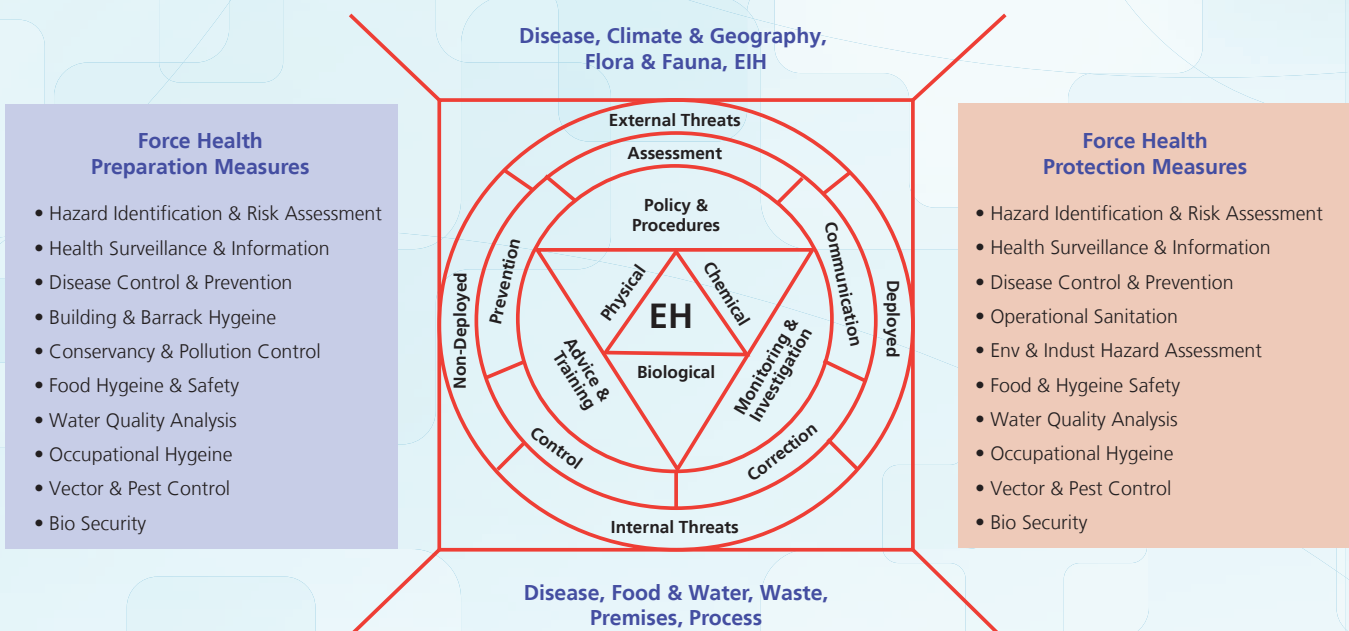 Disease, Climate & Geography,
Flora & Fauna, EIH
Force Health
Preparation Measures
• Hazard Identification & Risk Assessment
• Health Surveillance & Information
• Disease Control & Prevention
• Building & Barrack Hygeine
• Conservancy & Pollution Control
• Food Hygeine & Safety
• Water Quality Analysis
• Occupational Hygeine
• Vector & Pest Control
• Bio Security
External Threats
Assessment
Policy &
Procedures
Non-Deployed
Prevention
Physical
EH
Chemical
Communication
Deployed
Biological
Advice &
Training
Monitoring &
Investigation
Control
Correction
Internal Threats
Force Health
Protection Measures
• Hazard Identification & Risk Assessment
• Health Surveillance & Information
• Disease Control & Prevention
• Operational Sanitation
• Env & Indust Hazard Assessment
• Food & Hygeine Safety
• Water Quality Analysis
• Occupational Hygeine
• Vector & Pest Control
• Bio Security
Disease, Food & Water, Waste,
Premises, Process